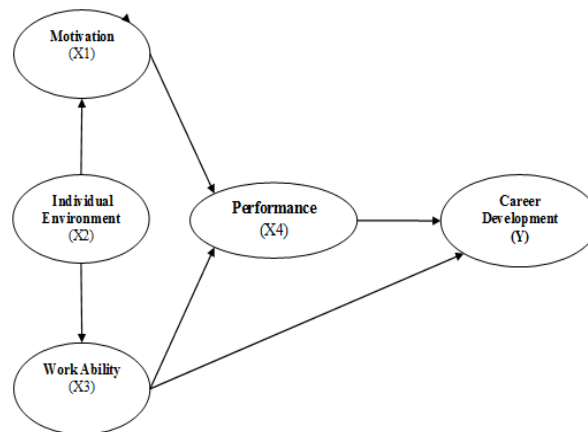 Motivation
(X1)
Individual
Environment
(X2)
Performance
(X4)
Career
Development
(Y)
Work Ability
(X3)